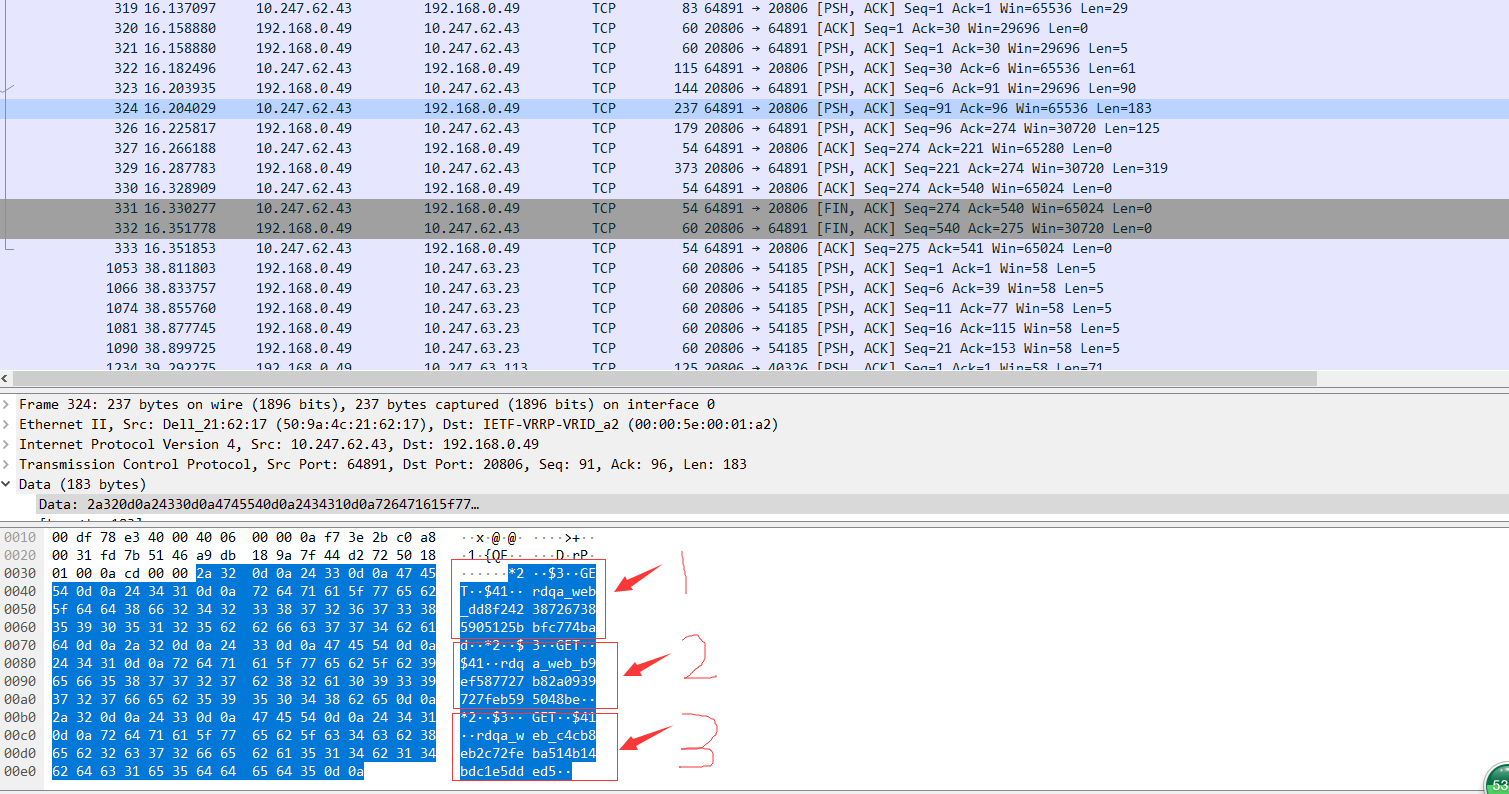 319 16.137097 10.247.62.43 192.168.0.49 TCP 83 64891 → 20806 [PSH, ACK] Seq=1 Ack=1 Win=65536 Len=29
320 16.158880 192.168.0.49 10.247.62.43 TCP 60 20806 → 64891 [ACK] Seq=1 Ack=30 Win=29696 Len=0
321 16.158880 192.168.0.49 10.247.62.43 TCP 60 20806 → 64891 [PSH, ACK] Seq=1 Ack=30 Win=29696 Len=5
322 16.182496 10.247.62.43 192.168.0.49 TCP 115 64891 → 20806 [PSH, ACK] Seq=30 Ack=6 Win=65536 Len=61
323 16.203935 192.168.0.49 10.247.62.43 TCP 144 20806 → 64891 [PSH, ACK] Seq=6 Ack=91 Win=29696 Len=90
324 16.204029 10.247.62.43 192.168.0.49 TCP 237 64891 → 20806 [PSH, ACK] Seq=91 Ack=96 Win=65536 Len=183
326 16.225817 192.168.0.49 10.247.62.43 TCP 179 20806 → 64891 [PSH, ACK] Seq=96 Ack=274 Win=30720 Len=125
327 16.266188 10.247.62.43 192.168.0.49 TCP 54 64891 → 20806 [ACK] Seq=274 Ack=221 Win=65280 Len=0
329 16.287783 192.168.0.49 10.247.62.43 TCP 373 20806 → 64891 [PSH, ACK] Seq=221 Ack=274 Win=30720 Len=319
330 16.328909 10.247.62.43 192.168.0.49 TCP 54 64891 → 20806 [ACK] Seq=274 Ack=540 Win=65024 Len=0
331 16.330277 10.247.62.43 192.168.0.49 TCP 54 64891 → 20806 [FIN, ACK] Seq=274 Ack=540 Win=65024 Len=0
332 16.351778 192.168.0.49 10.247.62.43 TCP 60 20806 → 64891 [FIN, ACK] Seq=540 Ack=275 Win=30720 Len=0
333 16.351853 10.247.62.43 192.168.0.49 TCP 54 64891 → 20806 [ACK] Seq=275 Ack=541 Win=65024 Len=0
1053 38.811803 192.168.0.49 10.247.63.23 TCP 60 20806 → 54185 [PSH, ACK] Seq=1 Ack=1 Win=58 Len=5
1066 38.833757 192.168.0.49 10.247.63.23 TCP 60 20806 → 54185 [PSH, ACK] Seq=6 Ack=39 Win=58 Len=5
1074 38.855760 192.168.0.49 10.247.63.23 TCP 60 20806 → 54185 [PSH, ACK] Seq=11 Ack=77 Win=58 Len=5
1081 38.877745 192.168.0.49 10.247.63.23 TCP 60 20806 → 54185 [PSH, ACK] Seq=16 Ack=115 Win=58 Len=5
1090 38.899725 192.168.0.49 10.247.63.23 TCP 60 20806 → 54185 [PSH, ACK] Seq=21 Ack=153 Win=58 Len=5
1234 39.292275 192.168.0.49 10.247.63.113 TCP 125 20806 → 40326 [PSH, ACK] Seq=1 Ack=1 Win=58 Len=71
Frame 324: 237 bytes on wire (1896 bits), 237 bytes captured (1896 bits) on interface 0
Ethernet II, Src: Dell_21:62:17 (50:9a:4c:21:62:17), Dst: IETF-VRRP-VRID_a2 (00:00:5e:00:01:a2)
Internet Protocol Version 4, Src: 10.247.62.43, Dst: 192.168.0.49
Transmission Control Protocol, Src Port: 64891, Dst Port: 20806, Seq: 91, Ack: 96, Len: 183
Data (183 bytes)
Data: 2a320d0a24330d0a4745540d0a2434310d0a726471615f77…
0010 00 df 78 e3 40 00 40 06 00 00 0a f7 3e 2b c0 a8 ··x·@·@· ····>+··
0020 00 31 fd 7b 51 46 a9 db 18 9a 7f 44 d2 72 50 18 ·1·{QF·· ···D·rP·
0030 01 00 0a cd 00 00 2a 32 0d 0a 24 33 0d 0a 47 45 ······*2 ··$3··GE
0040 54 0d 0a 24 34 31 0d 0a 72 64 71 61 5f 77 65 62 T··$41·· rdqa_web
0050 5f 64 64 38 66 32 34 32 33 38 37 32 36 37 33 38 _dd8f242 38726738
0060 35 39 30 35 31 32 35 62 62 66 63 37 37 34 62 61 5905125b bfc774ba
0070 64 0d 0a 2a 32 0d 0a 24 33 0d 0a 47 45 54 0d 0a d··*2··$ 3··GET··
0080 24 34 31 0d 0a 72 64 71 61 5f 77 65 62 5f 62 39 $41··rdq a_web_b9
0090 65 66 35 38 37 37 32 37 62 38 32 61 30 39 33 39 ef587727 b82a0939
00a0 37 32 37 66 65 62 35 39 35 30 34 38 62 65 0d 0a 727feb59 5048be··
00b0 2a 32 0d 0a 24 33 0d 0a 47 45 54 0d 0a 24 34 31 *2··$3·· GET··$41
00c0 0d 0a 72 64 71 61 5f 77 65 62 5f 63 34 63 62 38 ··rdqa_w eb_c4cb8
00d0 65 62 32 63 37 32 66 65 62 61 35 31 34 62 31 34 eb2c72fe ba514b14
00e0 62 64 63 31 65 35 64 64 65 64 35 0d 0a bdc1e5dd ed5··
1
2
3
53